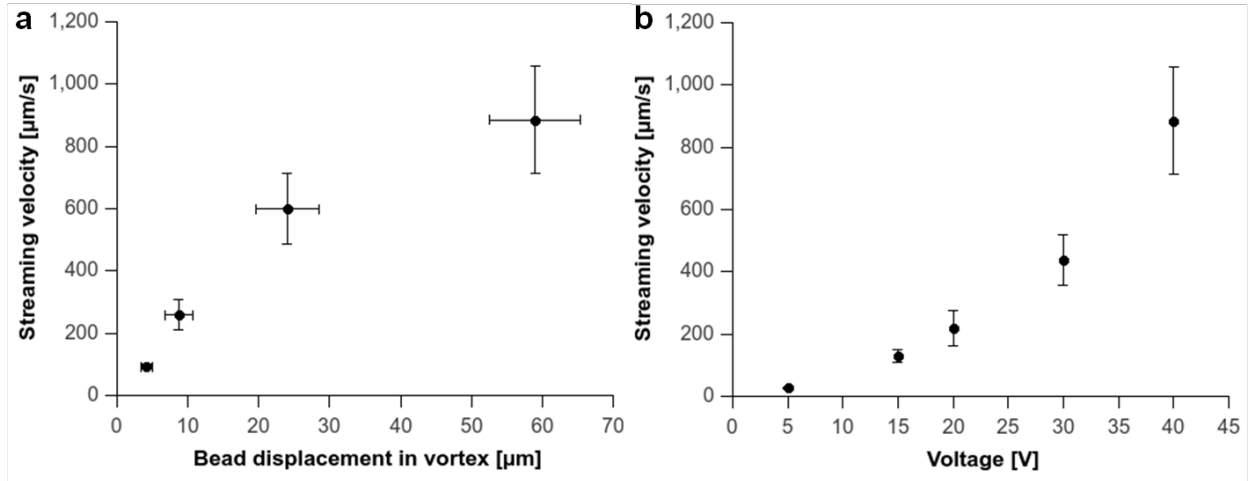 a
1,200
1,000
800
600
400
200
0
Streaming velocity [µm/s]
0 10 20 30 40 50 60 70
Bead displacement in vortex [µm]
b
1,200
1,000
800
600
400
200
0
Streaming velocity [µm/s]
0 5 10 15 20 25 30 35 40 45
Voltage [V]